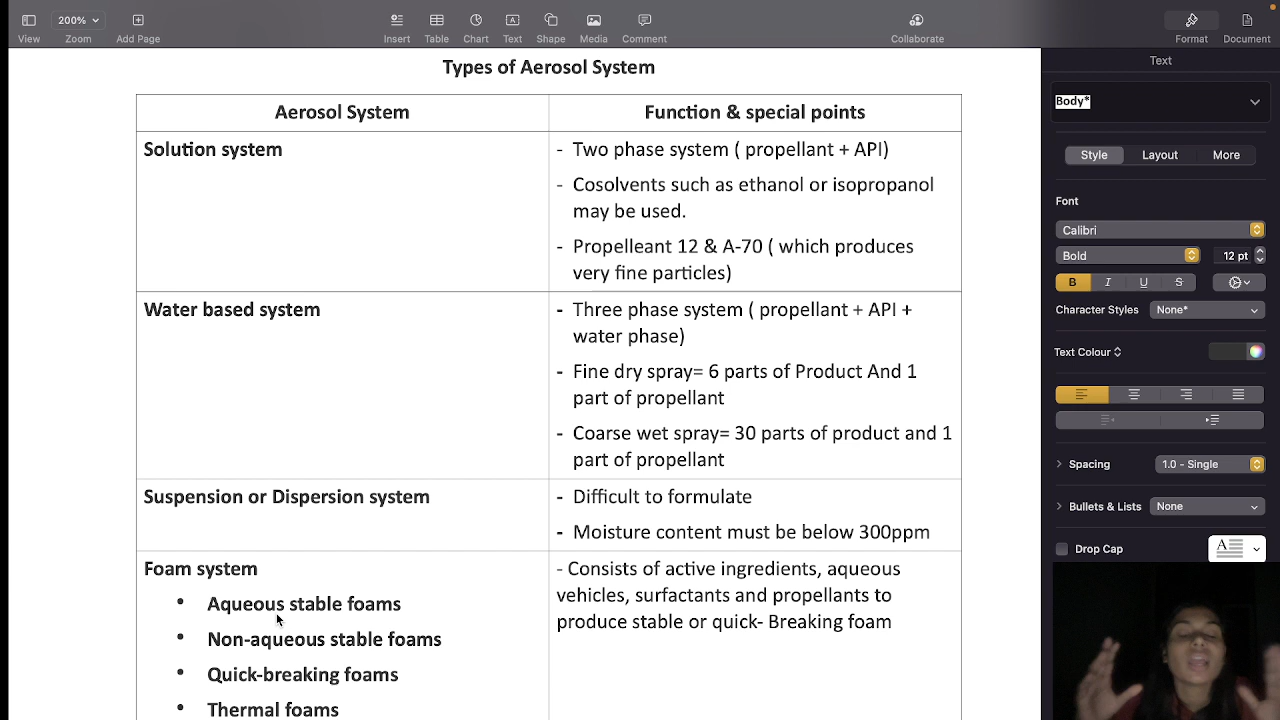 200%
View
Zoom
Add Page
Insert
Table
Chart
Text
Shape
Media
Comment
Collaborate
Format
Document
Types of Aerosol System
Aerosol System
Function & special points
Solution system
- Two phase system ( propellant + API)
- Cosolvents such as ethanol or isopropanol
may be used.
- Propelleant 12 & A-70 ( which produces
very fine particles)
Water based system
- Three phase system ( propellant + API +
water phase)
- Fine dry spray= 6 parts of Product And 1
part of propellant
- Coarse wet spray= 30 parts of product and 1
part of propellant
Suspension or Dispersion system
- Difficult to formulate
- Moisture content must be below 300ppm
Foam system
• Aqueous stable foams
• Non-aqueous stable foams
• Quick-breaking foams
• Thermal foams
- Consists of active ingredients, aqueous
vehicles, surfactants and propellants to
produce stable or quick- Breaking foam
Text
Body*
Style
Layout
More
Font
Calibri
Bold
12 pt
B I U S
Character Styles
None*
Text Colour
Spacing
1.0 - Single
Bullets & Lists
None
Drop Cap
A